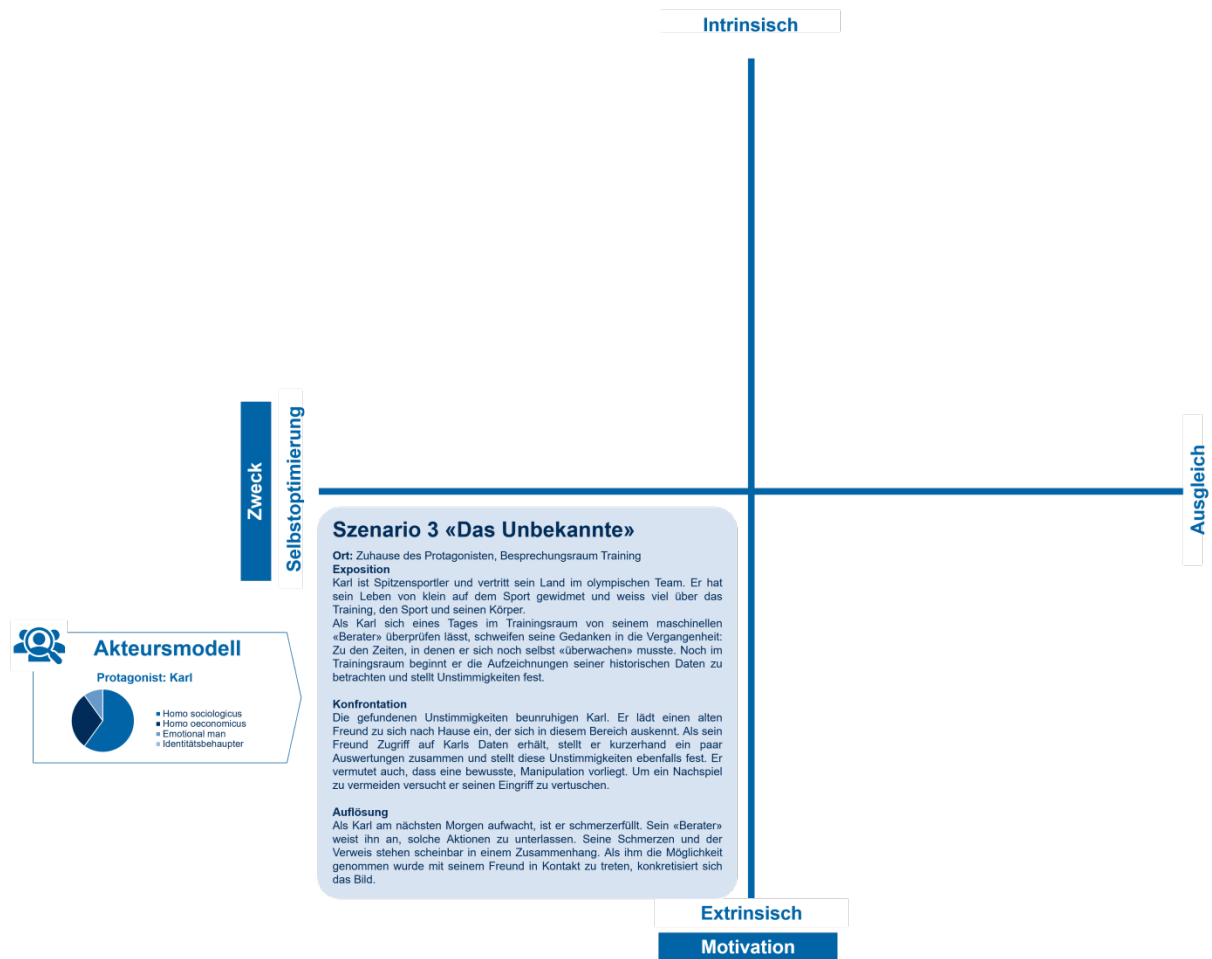 Intrinsisch
Zweck
Selbstoptimierung
Ausgleich
Szenario 3 «Das Unbekannte»
Ort: Zuhause des Protagonisten, Besprechungsraum Training
Exposition
Karl ist Spitzensportler und vertritt sein Land im olympischen Team. Er hat
sein Leben von klein auf dem Sport gewidmet und weiss viel über das
Training, den Sport und seinen Körper.
Als Karl sich eines Tages im Trainingsraum von seinem maschinellen
«Berater» überprüfen lässt, schweifen seine Gedanken in die Vergangenheit:
Zu den Zeiten, in denen er sich noch selbst «überwachen» musste. Noch im
Trainingsraum beginnt er die Aufzeichnungen seiner historischen Daten zu
betrachten und stellt Unstimmigkeiten fest.
Konfrontation
Die gefundenen Unstimmigkeiten beunruhigen Karl. Er lädt einen alten
Freund zu sich nach Hause ein, der sich in diesem Bereich auskennt. Als sein
Freund Zugriff auf Karls Daten erhält, stellt er kurzerhand ein paar
Auswertungen zusammen und stellt diese Unstimmigkeiten ebenfalls fest. Er
vermutet auch, dass eine bewusste, Manipulation vorliegt. Um ein Nachspiel
zu vermeiden versucht er seinen Eingriff zu vertuschen.
Auflösung
Als Karl am nächsten Morgen aufwacht, ist er schmerzerfüllt. Sein «Berater»
weist ihn an, solche Aktionen zu unterlassen. Seine Schmerzen und der
Verweis stehen scheinbar in einem Zusammenhang. Als ihm die Möglichkeit
genommen wurde mit seinem Freund in Kontakt zu treten, konkretisiert sich
das Bild.
Akteursmodell
Protagonist: Karl
Homo sociologicus
Homo oeconomicus
Emotional man
Identitätsbehaupter
Extrinsisch
Motivation